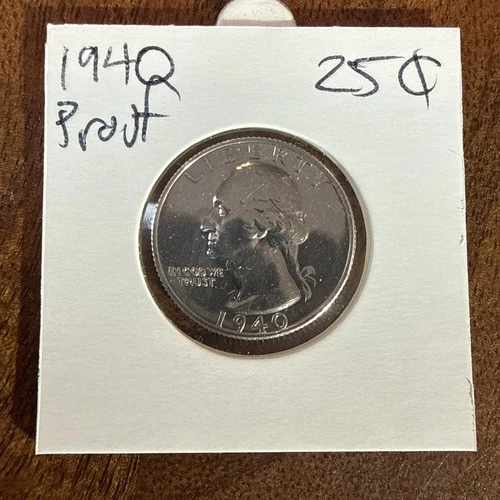 1940 25¢
Proof
LIBERTY
IN GOD WE
TRUST
1940